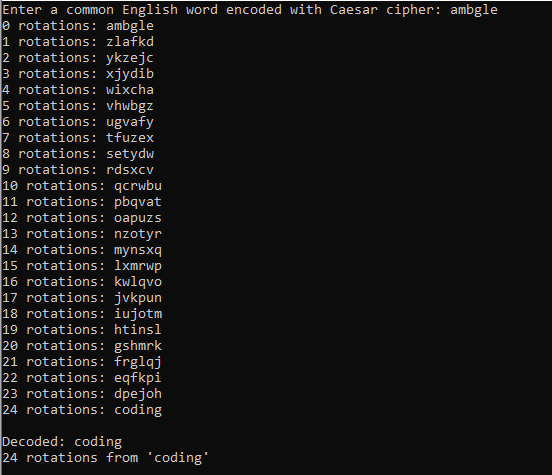 Enter a common English word encoded with Caesar cipher: ambgle
0 rotations: ambgle
1 rotations: zlafkd
2 rotations: ykzejc
3 rotations: xjydib
4 rotations: wixcha
5 rotations: vhwbgz
6 rotations: ugvafy
7 rotations: tfuzex
8 rotations: setydw
9 rotations: rdsxcv
10 rotations: qcrwbu
11 rotations: pbqvat
12 rotations: oapuzs
13 rotations: nzotyr
14 rotations: mynsxq
15 rotations: lxmrwp
16 rotations: kwlqvo
17 rotations: jvkpun
18 rotations: iujotm
19 rotations: htinsl
20 rotations: gshmrk
21 rotations: frglqj
22 rotations: eqfkpi
23 rotations: dpejoh
24 rotations: coding
Decoded: coding
24 rotations from 'coding'